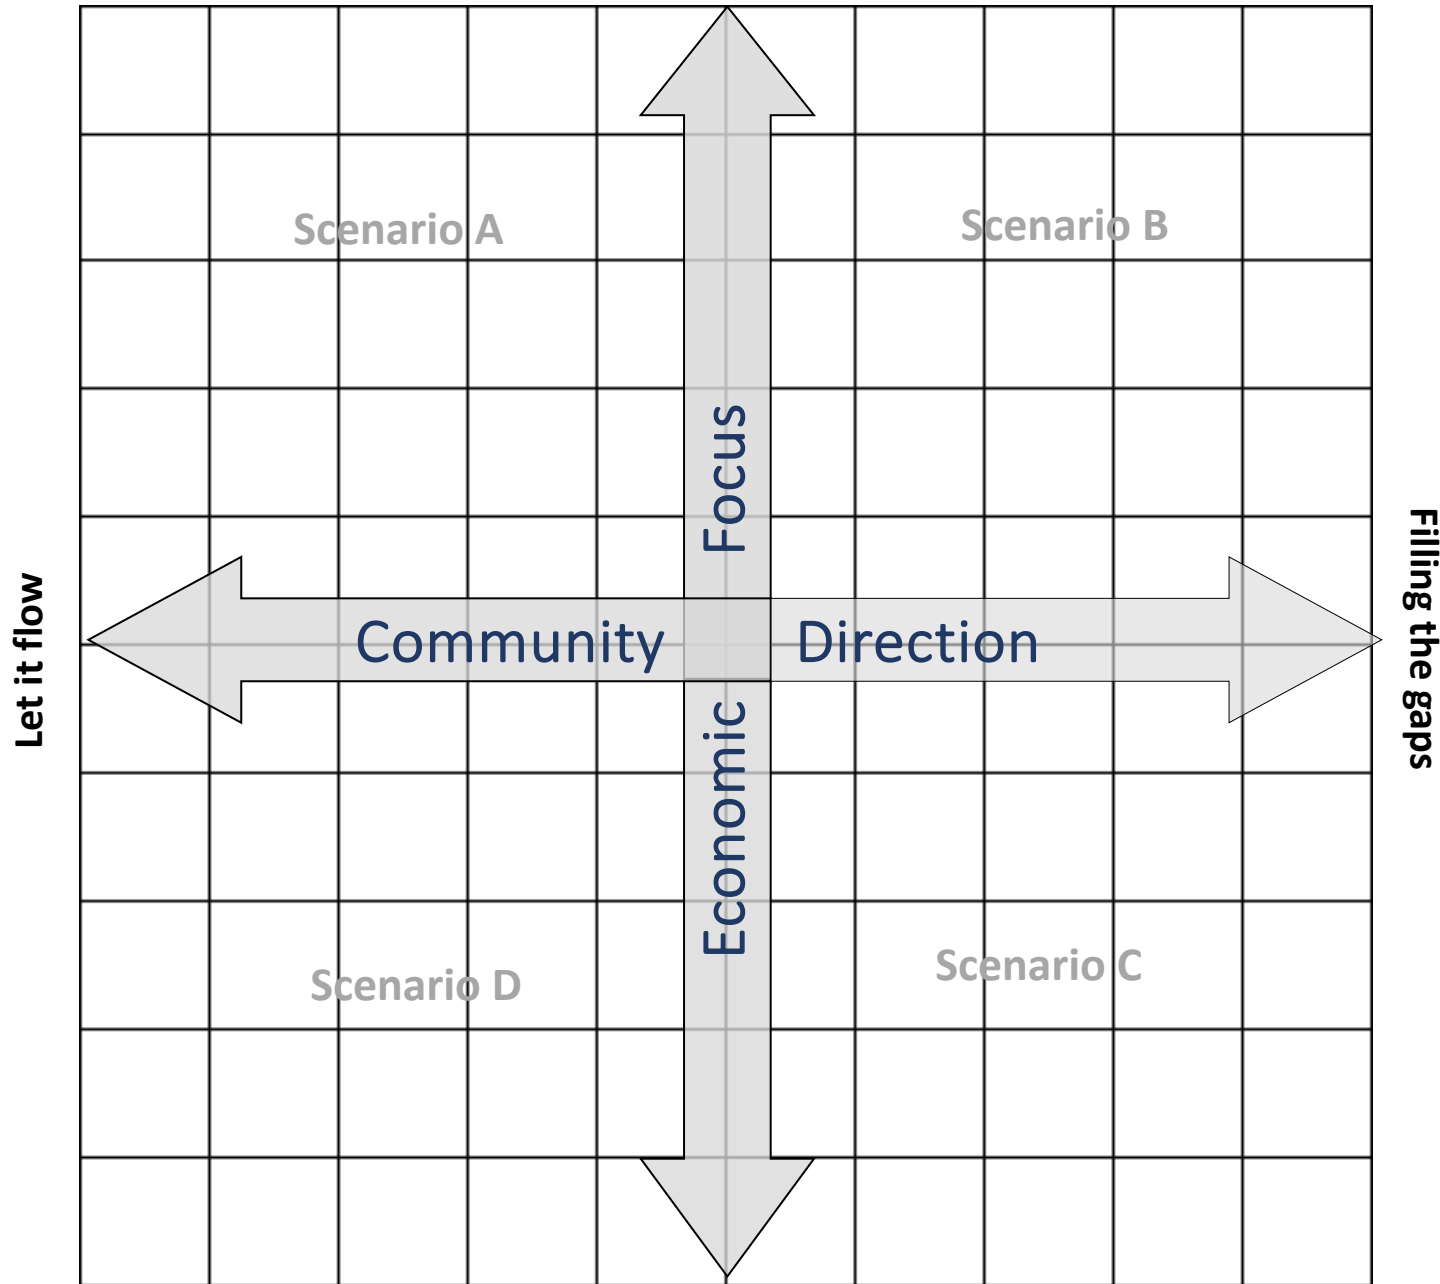 Scenario A
Scenario B
Economic Focus
Let it flow
Community Direction
Filling the gaps
Scenario D
Scenario C